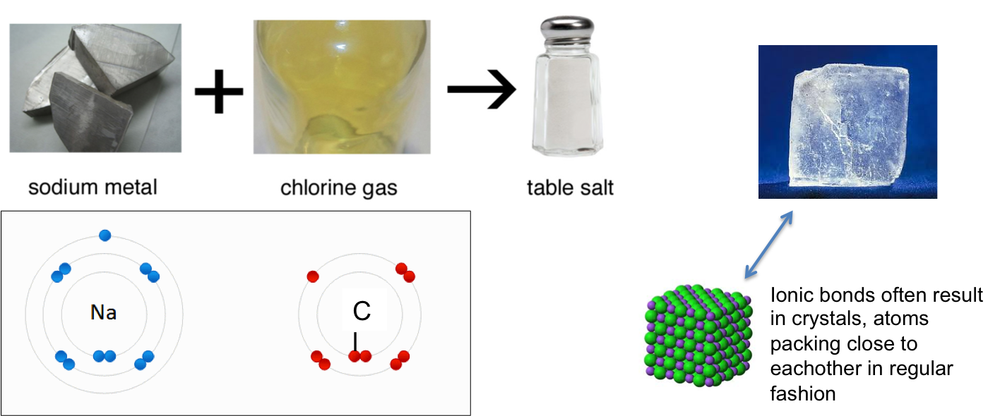 +
sodium metal
chlorine gas
table salt
Na
C
l
Ionic bonds often result
in crystals, atoms
packing close to
eachother in regular
fashion